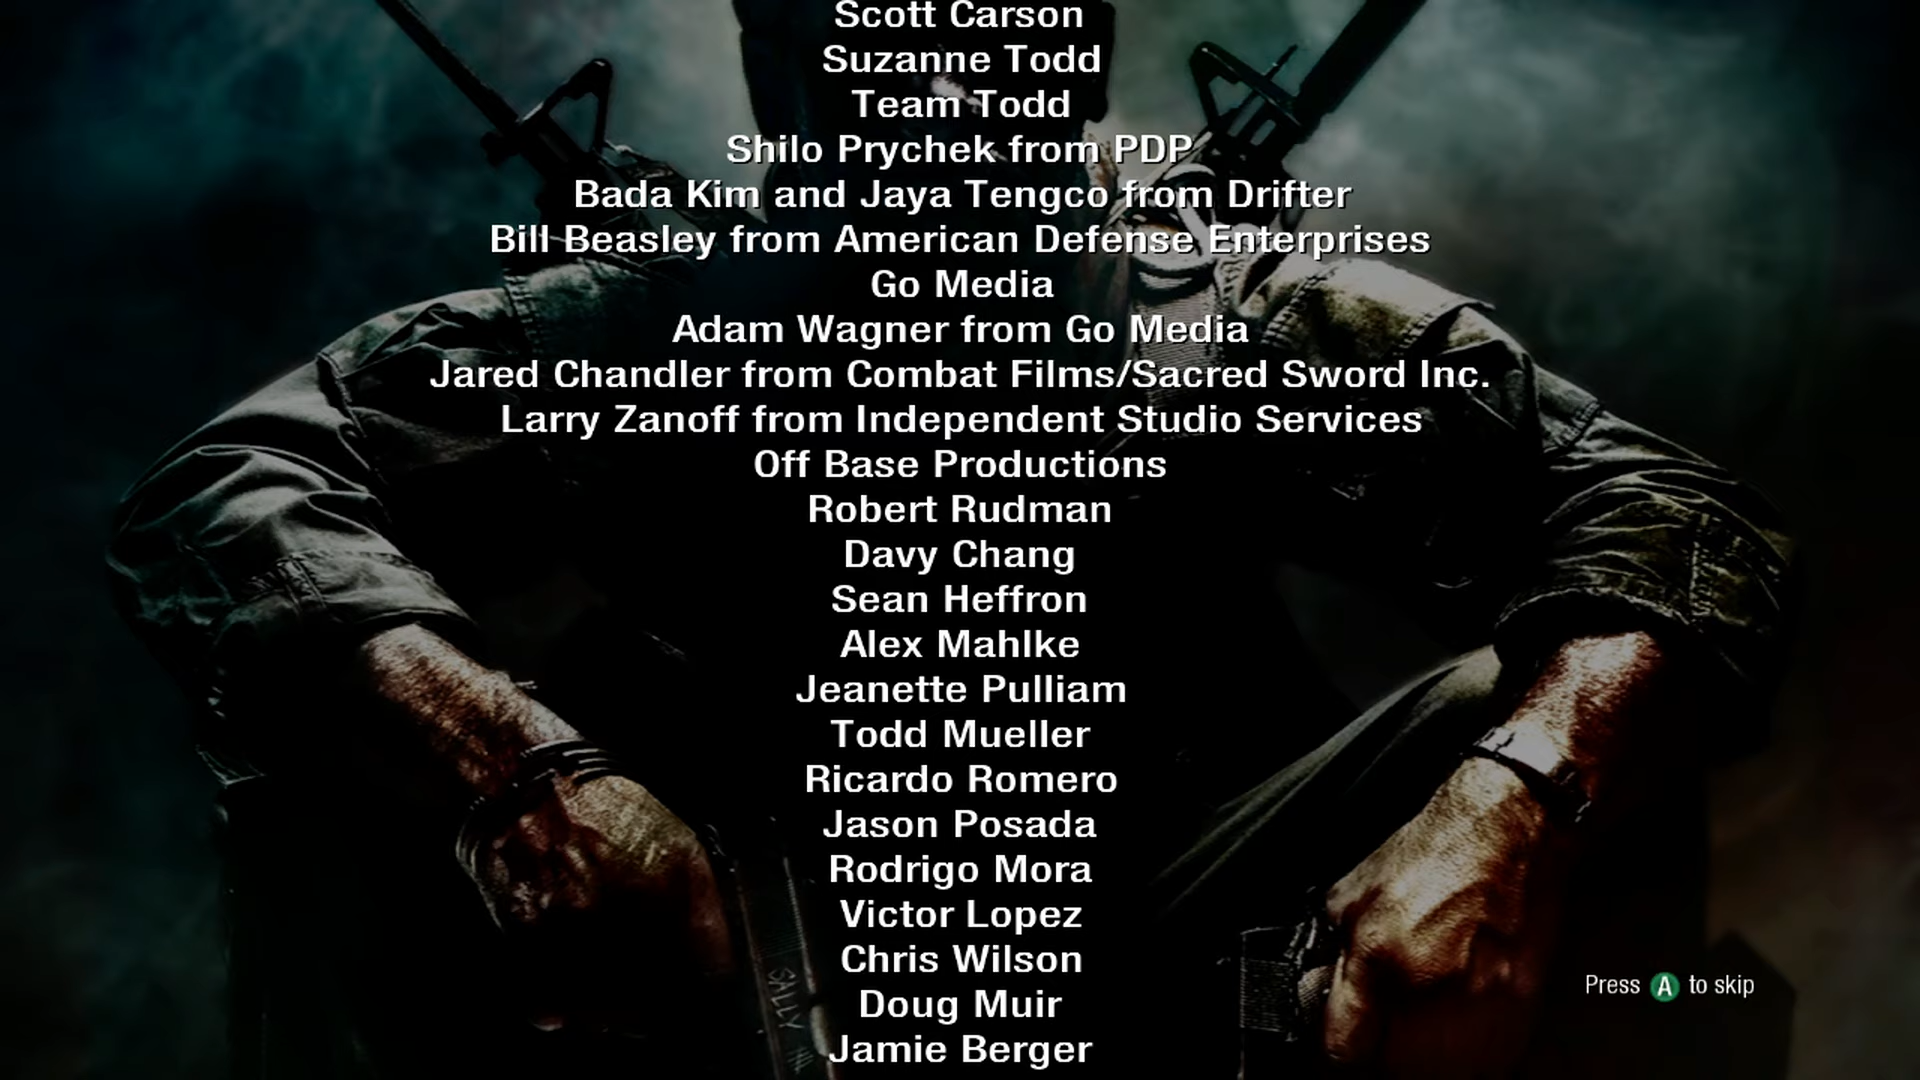 Scott Carson
Suzanne Todd
Team Todd
Shilo Prychek from PDP
Bada Kim and Jaya Tengco from Drifter
Bill Beasley from American Defense Enterprises
Go Media
Adam Wagner from Go Media
Jared Chandler from Combat Films/Sacred Sword Inc.
Larry Zanoff from Independent Studio Services
Off Base Productions
Robert Rudman
Davy Chang
Sean Heffron
Alex Mahlke
Jeanette Pulliam
Todd Mueller
Ricardo Romero
Jason Posada
Rodrigo Mora
Victor Lopez
Chris Wilson
Press A to skip
Doug Muir
SALLY
Jamie Berger